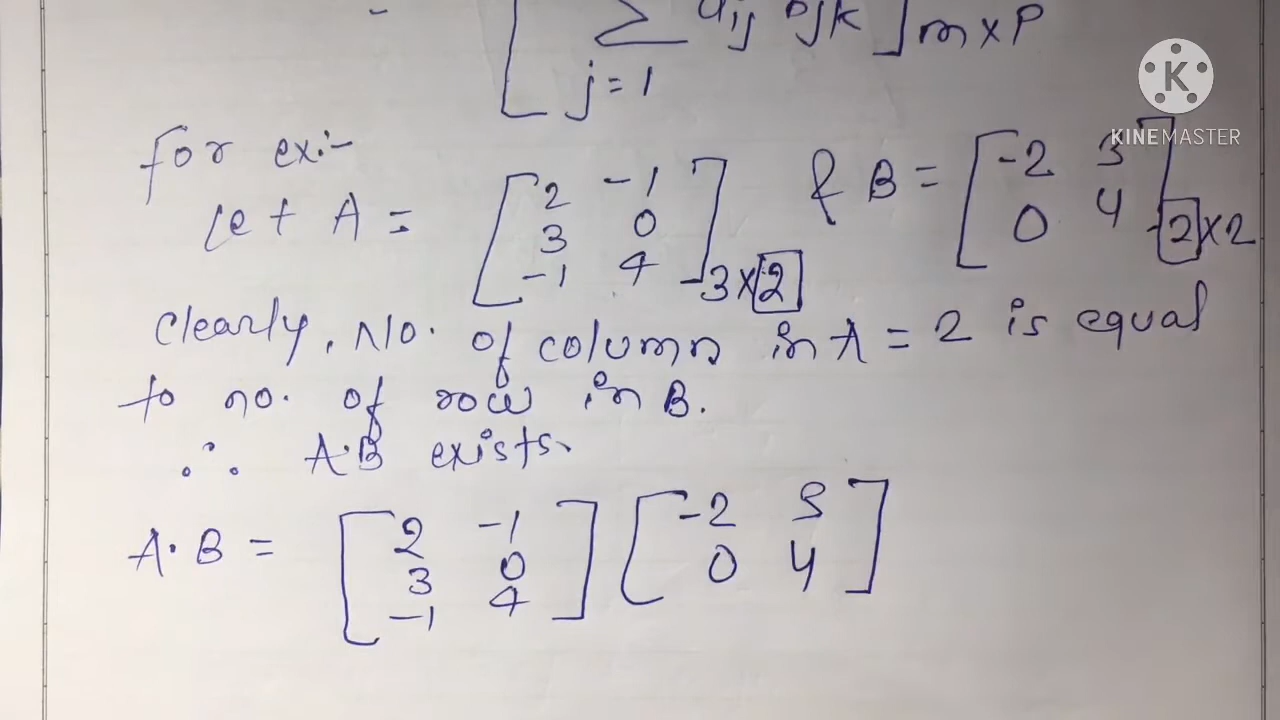 [ Σ aij bjk ] m×p
j=1
K
KINEMASTER
for ex:-
Let A = [ 2 -1 ] & B = [ -2 3 ]
3 0 0 4
-1 4 3×2 2×2
Clearly, No. of column in A = 2 is equal
to no. of row in B.
∴ A·B exists.
A·B = [ 2 -1 ] [ -2 3 ]
3 0 0 4
-1 4